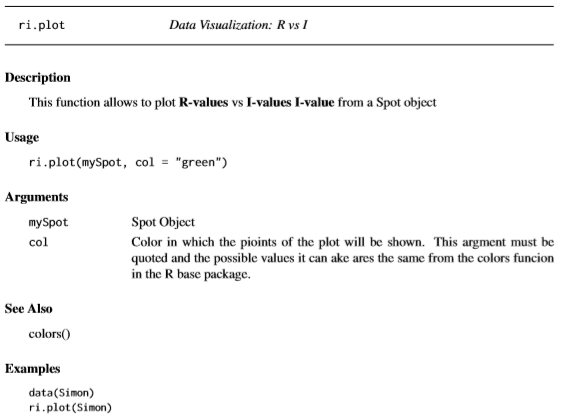 ri.plot Data Visualization: R vs I
Description
This function allows to plot R-values vs I-values I-value from a Spot object
Usage
ri.plot(mySpot, col = "green")
Arguments
mySpot Spot Object
col Color in which the pioints of the plot will be shown. This argment must be
quoted and the possible values it can ake ares the same from the colors funcion
in the R base package.
See Also
colors()
Examples
data(Simon)
ri.plot(Simon)